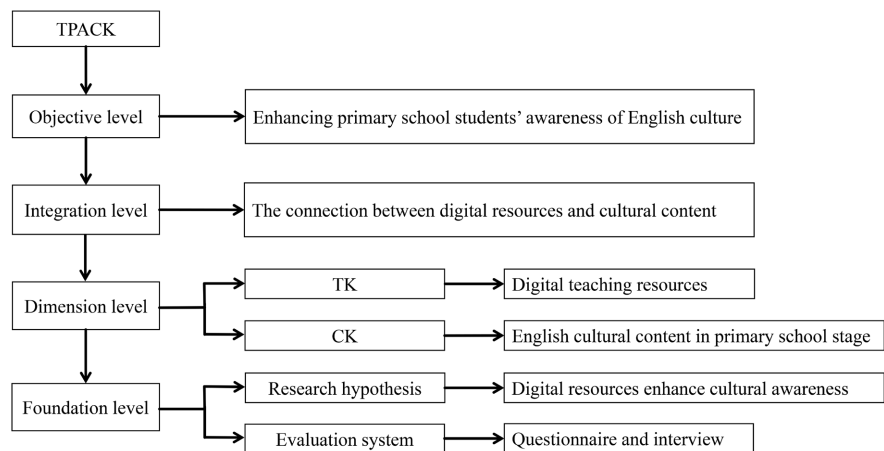 TPACK
Objective level
Enhancing primary school students’ awareness of English culture
Integration level
The connection between digital resources and cultural content
Dimension level
TK
Digital teaching resources
CK
English cultural content in primary school stage
Foundation level
Research hypothesis
Digital resources enhance cultural awareness
Evaluation system
Questionnaire and interview